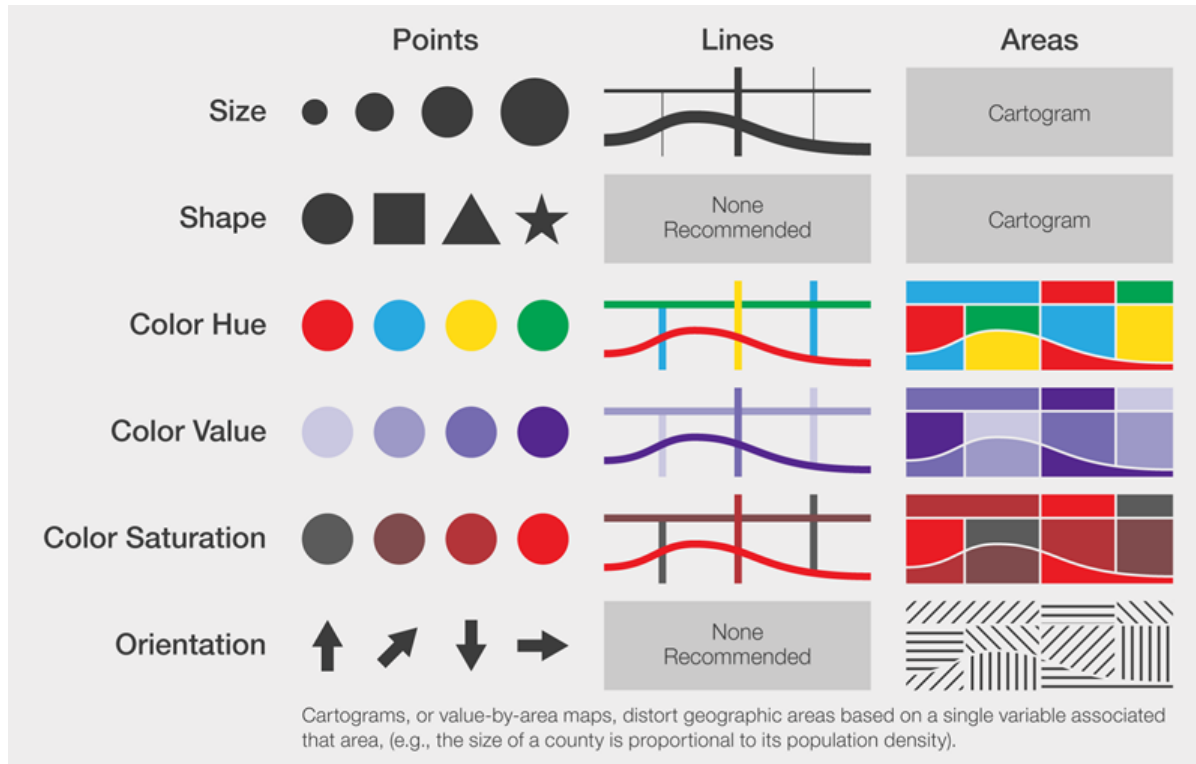 Points
Lines
Areas
Size
Cartogram
Shape
None
Recommended
Cartogram
Color Hue
Color Value
Color Saturation
Orientation
None
Recommended
Cartograms, or value-by-area maps, distort geographic areas based on a single variable associated
that area, (e.g., the size of a county is proportional to its population density).